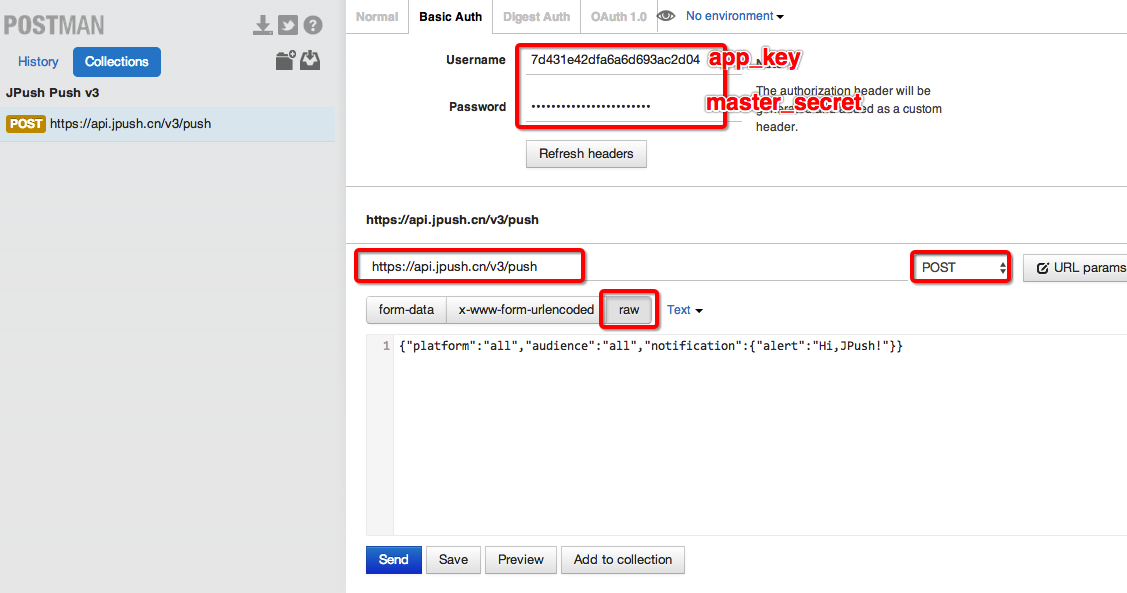 POSTMAN
History
Collections
JPush Push v3
POST https://api.jpush.cn/v3/push
Normal
Basic Auth
Digest Auth
OAuth 1.0
No environment
Username
7d431e42dfa6a6d693ac2d04
app_key
Password
••••••••••••••••••••••••
master_secret
The authorization header will be
and added as a custom
header.
Refresh headers
https://api.jpush.cn/v3/push
https://api.jpush.cn/v3/push
POST
URL params
form-data
x-www-form-urlencoded
raw
Text
1
{"platform":"all","audience":"all","notification":{"alert":"Hi,JPush!"}}
Send
Save
Preview
Add to collection